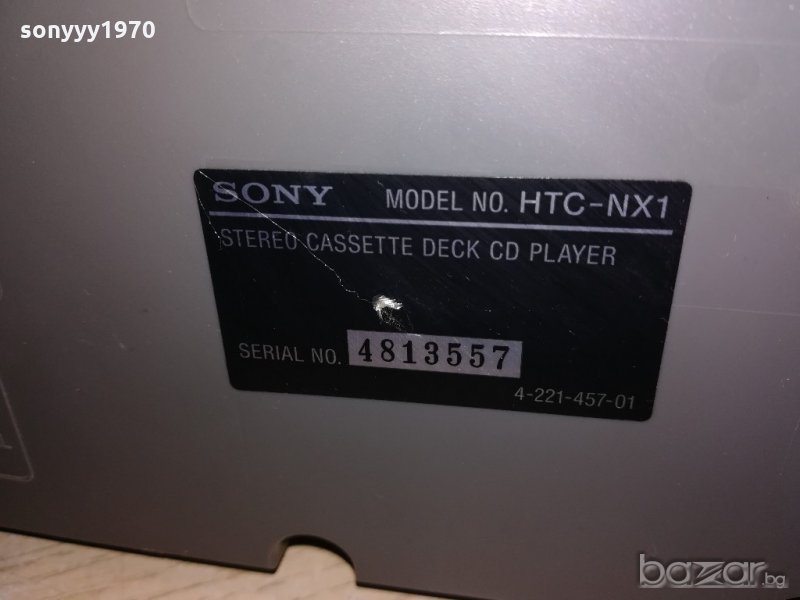 sonyyy1970
SONY MODEL NO. HTC-NX1
STEREO CASSETTE DECK CD PLAYER
SERIAL NO. 4813557
4-221-457-01
bazar.bg